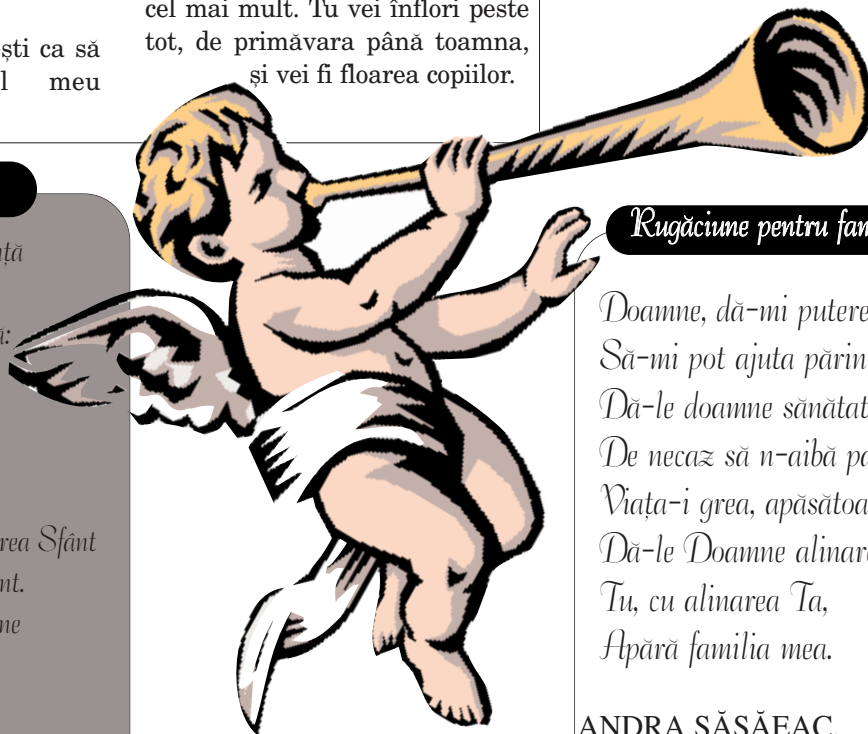 ști ca să
l meu
cel mai mult. Tu vei înflori peste
tot, de primăvara până toamna,
și vei fi floarea copiilor.
Rugăciune pentru fam
Doamne, dă-mi putere
Să-mi pot ajuta părin
Dă-le doamne sănătat
De necaz să n-aibă pa
Viața-i grea, apăsătoa
Dă-le Doamne alinar
Tu, cu alinarea Ta,
Apără familia mea.
ANDRA SĂSĂEAC,
ță
ă:
rea Sfânt
nt.
ne